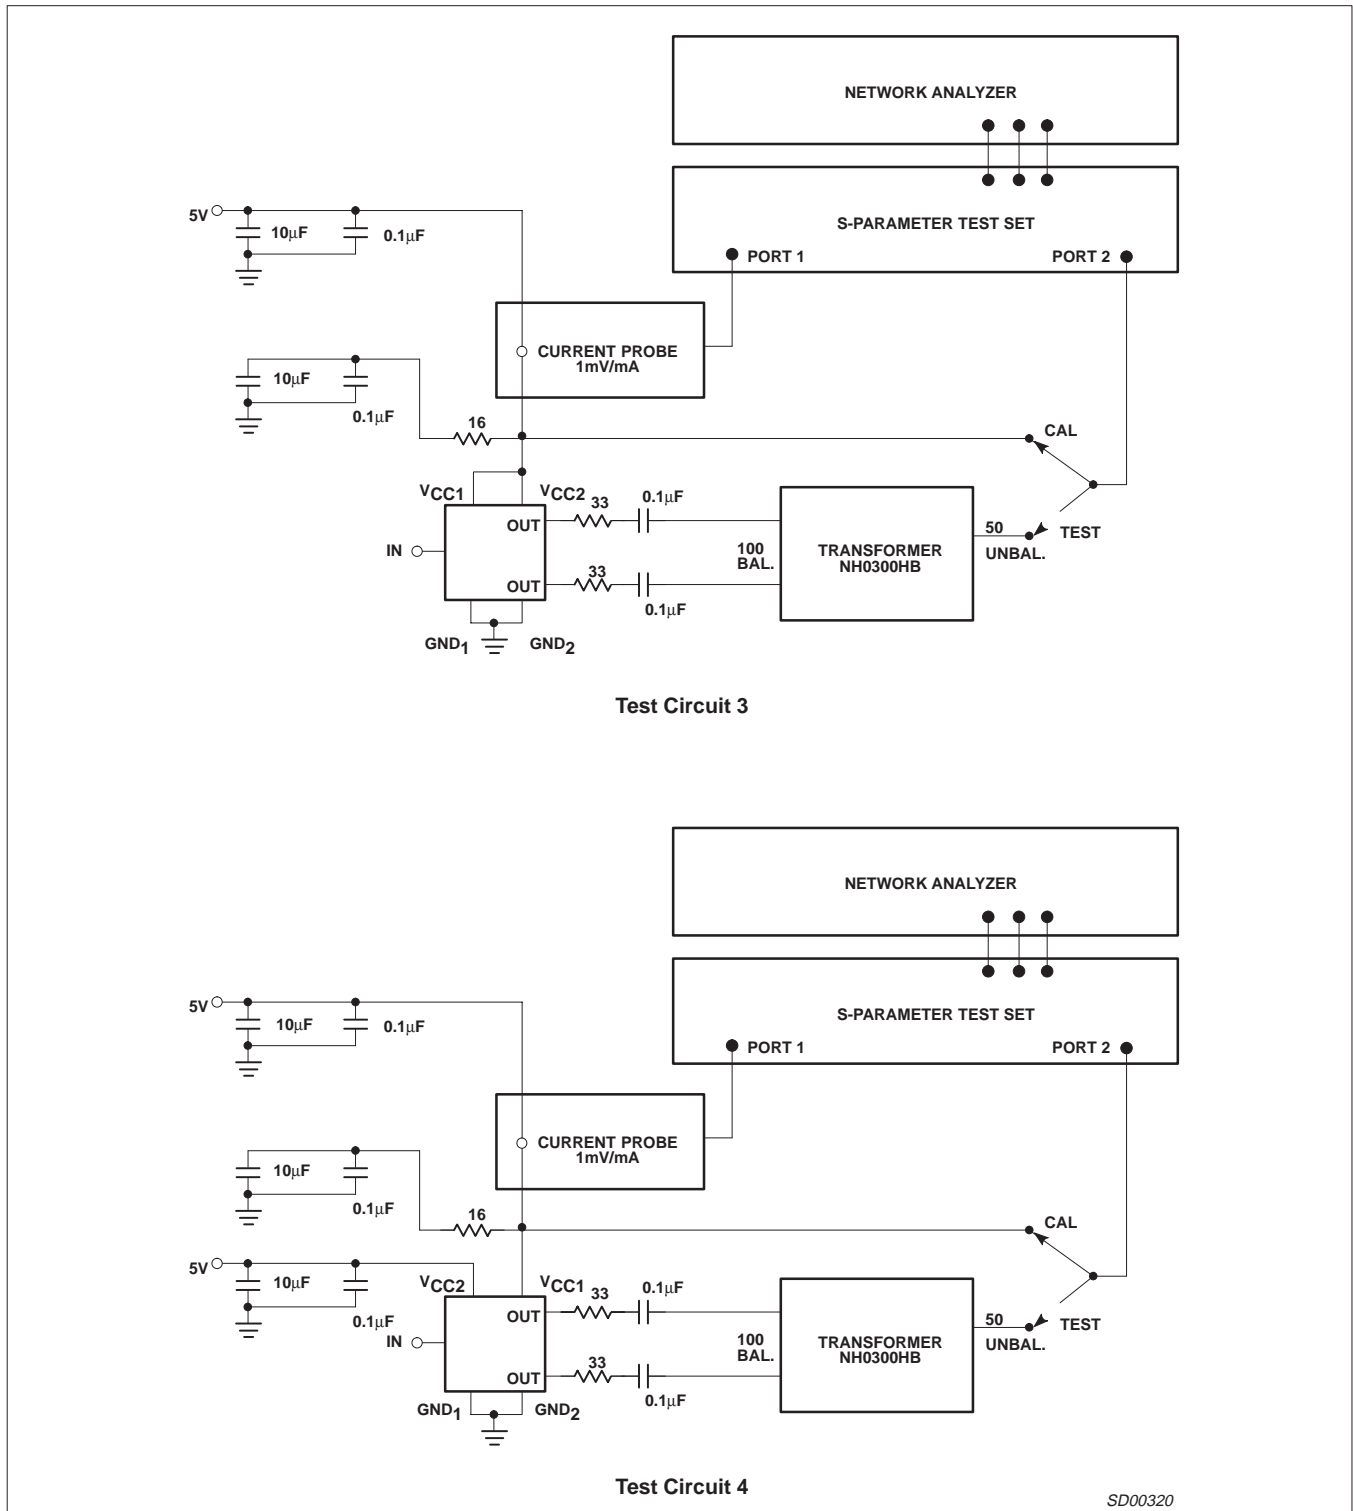 NETWORK ANALYZER
S-PARAMETER TEST SET
5V
10µF
0.1µF
PORT 1
PORT 2
CURRENT PROBE
1mV/mA
10µF
0.1µF
16
CAL
VCC1
VCC2
33
0.1µF
OUT
IN
100
BAL.
TRANSFORMER
NH0300HB
50
UNBAL.
TEST
OUT
33
0.1µF
GND1
GND2
Test Circuit 3
NETWORK ANALYZER
S-PARAMETER TEST SET
5V
10µF
0.1µF
PORT 1
PORT 2
CURRENT PROBE
1mV/mA
10µF
0.1µF
16
CAL
5V
10µF
0.1µF
VCC2
VCC1
33
0.1µF
OUT
IN
100
BAL.
TRANSFORMER
NH0300HB
50
UNBAL.
TEST
OUT
33
0.1µF
GND1
GND2
Test Circuit 4
SD00320